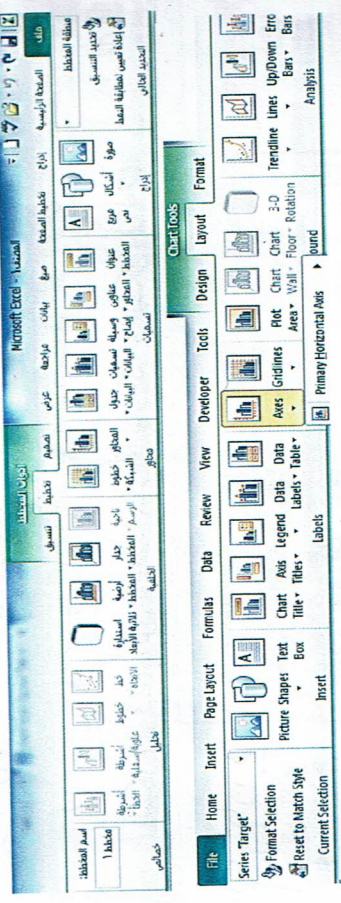 Microsoft Excel - المصنف١
أدوات المخطط
ملف الصفحة الرئيسية إدراج تخطيط الصفحة صيغ بيانات مراجعة عرض تصميم تخطيط تنسيق
منطقة المخطط
تحديد التنسيق
إعادة تعيين لمطابقة النمط
التحديد الحالي
صورة أشكال مربع نص
إدراج
عنوان المخطط عناوين المحاور وسيلة إيضاح تسميات البيانات جدول البيانات
تسميات
المحاور خطوط الشبكة
محاور
ناحية الرسم جدار المخطط أرضية المخطط استدارة ثلاثية الأبعاد
الخلفية
خط الاتجاه خطوط أشرطة علوية/سفلية أشرطة الخطأ
تحليل
اسم المخطط:
مخطط ١
خصائص
Chart Tools
File Home Insert Page Layout Formulas Data Review View Developer Tools Design Layout Format
Series "Target"
Format Selection
Reset to Match Style
Current Selection
Picture Shapes Text Box
Insert
Chart Title Axis Titles Legend Data Labels Data Table
Labels
Axes Gridlines
Plot Area Chart Wall Chart Floor 3-D Rotation
ound
Primary Horizontal Axis
Trendline Lines Up/Down Bars Erro Bars
Analysis